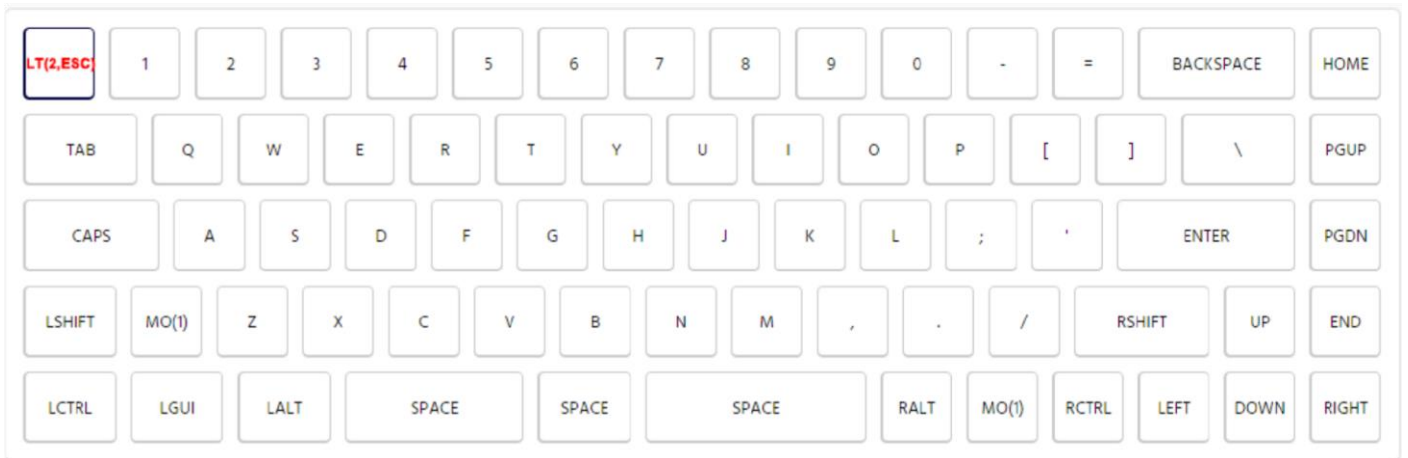 LT(2,ESC) 1 2 3 4 5 6 7 8 9 0 - = BACKSPACE HOME
TAB Q W E R T Y U I O P [ ] \ PGUP
CAPS A S D F G H J K L ; ' ENTER PGDN
LSHIFT MO(1) Z X C V B N M , . / RSHIFT UP END
LCTRL LGUI LALT SPACE SPACE SPACE RALT MO(1) RCTRL LEFT DOWN RIGHT